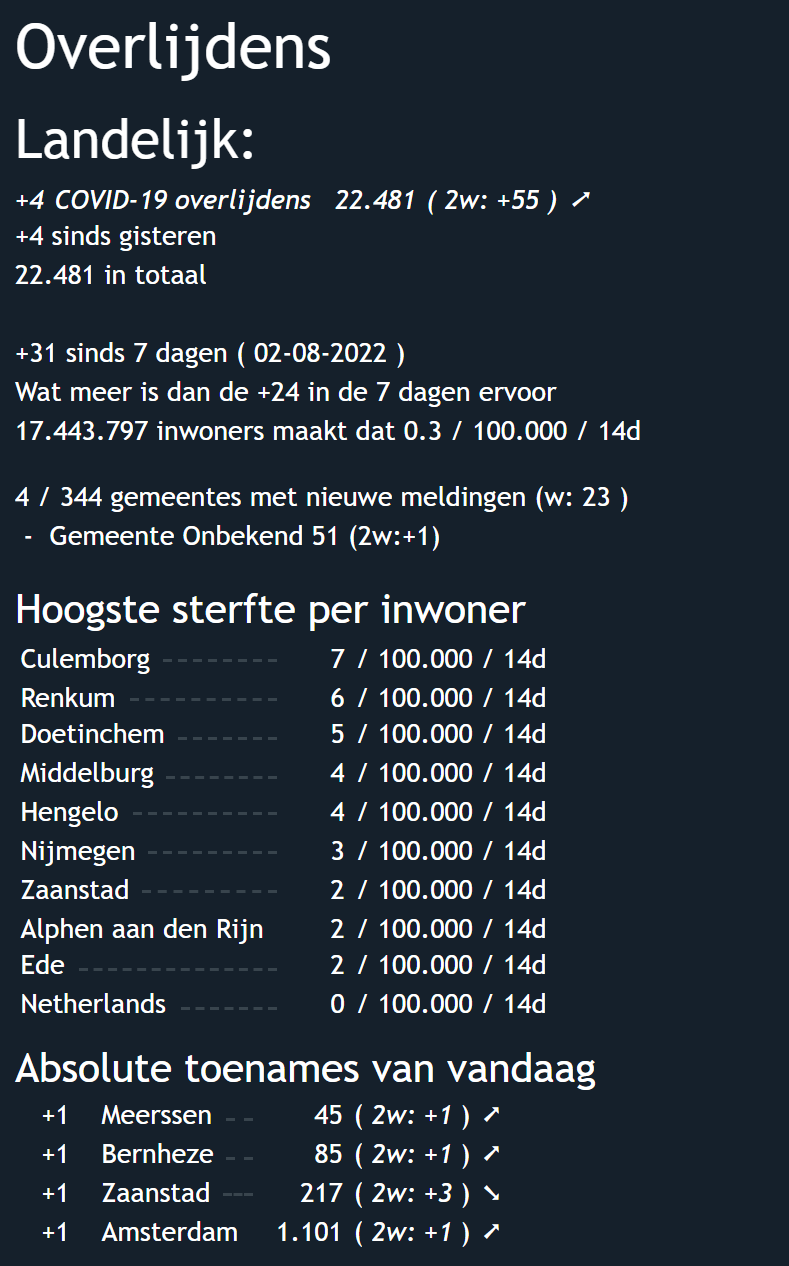 Overlijdens
Landelijk:
+4 COVID-19 overlijdens 22.481 ( 2w: +55 ) ➚
+4 sinds gisteren
22.481 in totaal
+31 sinds 7 dagen ( 02-08-2022 )
Wat meer is dan de +24 in de 7 dagen ervoor
17.443.797 inwoners maakt dat 0.3 / 100.000 / 14d
4 / 344 gemeentes met nieuwe meldingen (w: 23 )
- Gemeente Onbekend 51 (2w:+1)
Hoogste sterfte per inwoner
Culemborg -------- 7 / 100.000 / 14d
Renkum ---------- 6 / 100.000 / 14d
Doetinchem ------- 5 / 100.000 / 14d
Middelburg -------- 4 / 100.000 / 14d
Hengelo ---------- 4 / 100.000 / 14d
Nijmegen --------- 3 / 100.000 / 14d
Zaanstad --------- 2 / 100.000 / 14d
Alphen aan den Rijn 2 / 100.000 / 14d
Ede -------------- 2 / 100.000 / 14d
Netherlands ------- 0 / 100.000 / 14d
Absolute toenames van vandaag
+1 Meerssen -- 45 ( 2w: +1 ) ➚
+1 Bernheze -- 85 ( 2w: +1 ) ➚
+1 Zaanstad --- 217 ( 2w: +3 ) ➘
+1 Amsterdam 1.101 ( 2w: +1 ) ➚